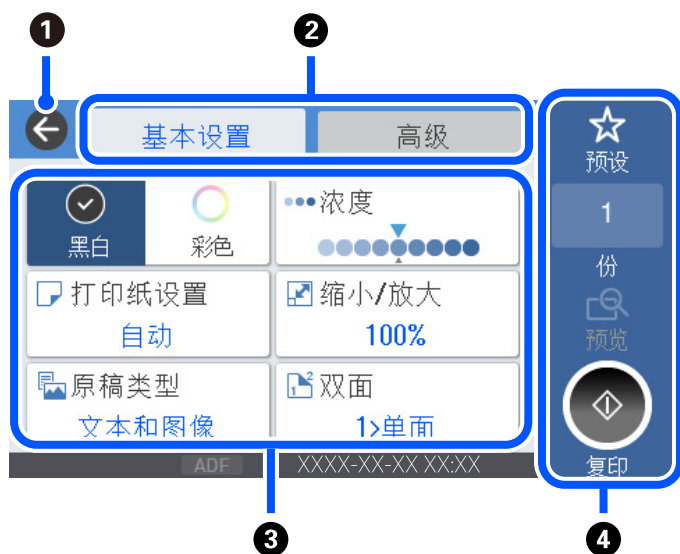 1
2
基本设置
高级
预设
1
份
预览
复印
黑白
彩色
浓度
打印纸设置
自动
缩小/放大
100%
原稿类型
文本和图像
双面
1>单面
ADF
XXXX-XX-XX XX:XX
3
4